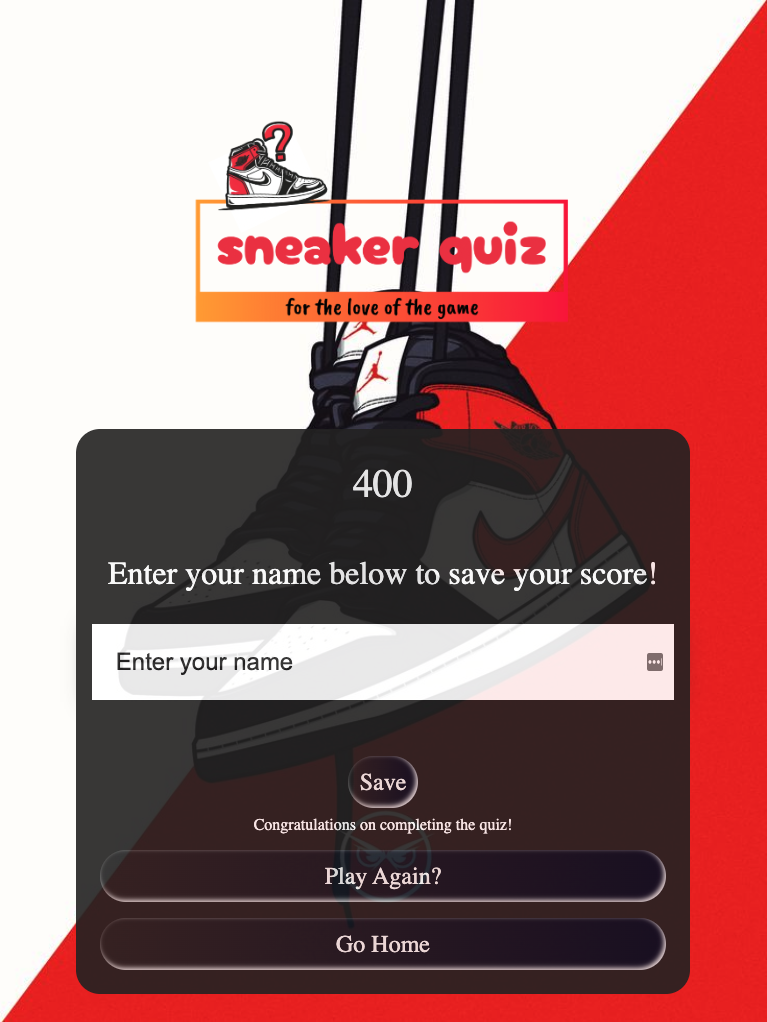 ?
sneaker quiz
for the love of the game
400
Enter your name below to save your score!
Enter your name
Save
Congratulations on completing the quiz!
Play Again?
Go Home